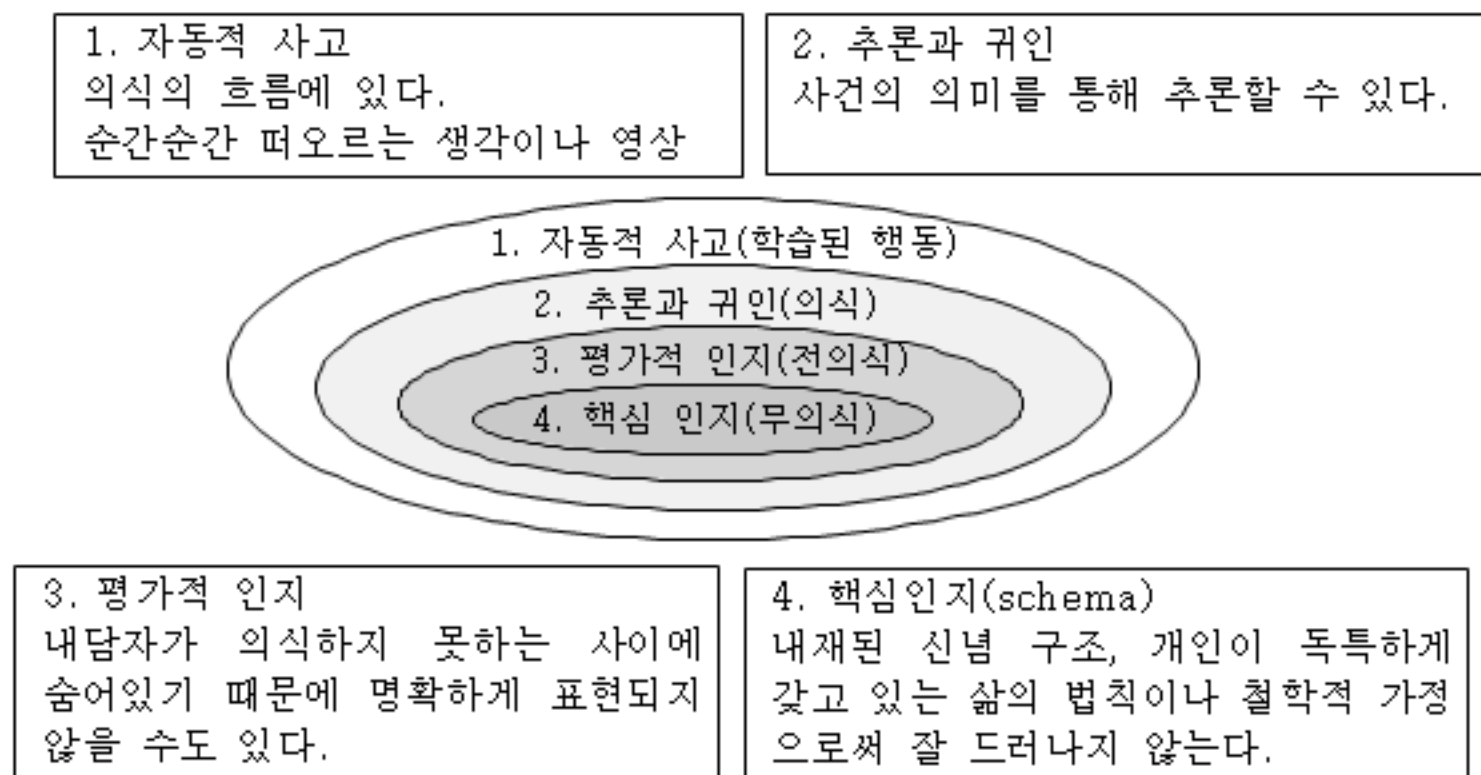 1. 자동적 사고
의식의 흐름에 있다.
순간순간 떠오르는 생각이나 영상
2. 추론과 귀인
사건의 의미를 통해 추론할 수 있다.
1. 자동적 사고(학습된 행동)
2. 추론과 귀인(의식)
3. 평가적 인지(전의식)
4. 핵심 인지(무의식)
3. 평가적 인지
내담자가 의식하지 못하는 사이에
숨어있기 때문에 명확하게 표현되지
않을 수도 있다.
4. 핵심인지(schema)
내재된 신념 구조, 개인이 독특하게
갖고 있는 삶의 법칙이나 철학적 가정
으로써 잘 드러나지 않는다.